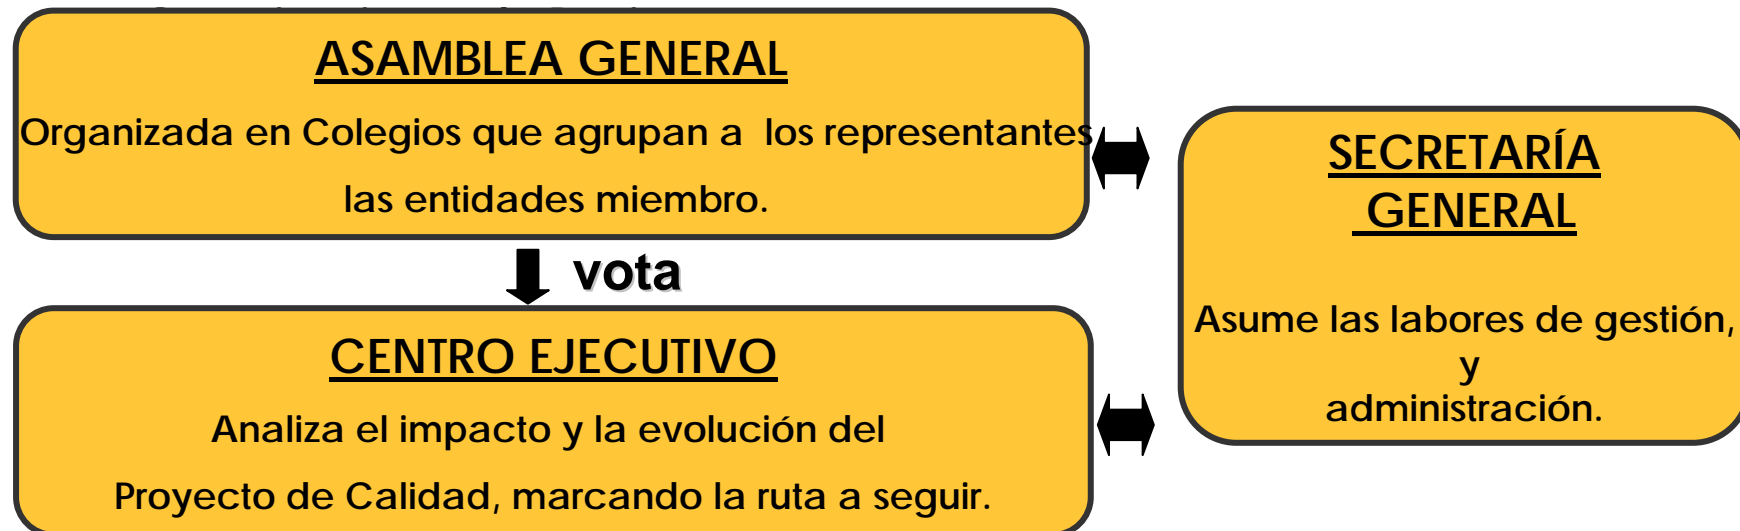 ASAMBLEA GENERAL
Organizada en Colegios que agrupan a los representantes
las entidades miembro.
vota
CENTRO EJECUTIVO
Analiza el impacto y la evolución del
Proyecto de Calidad, marcando la ruta a seguir.
SECRETARÍA
GENERAL
Asume las labores de gestión,
y
administración.